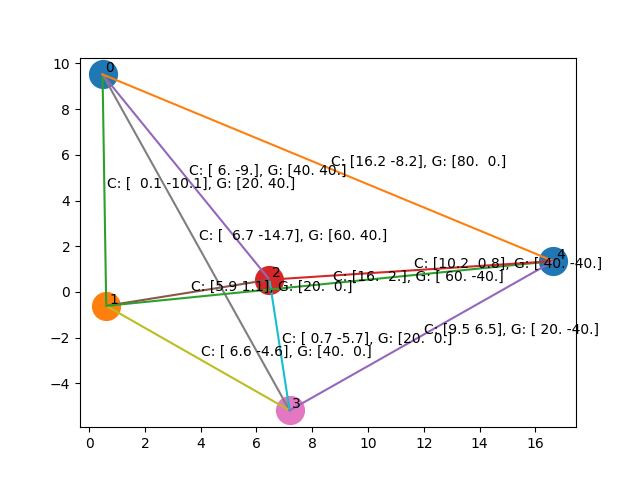 10
8
6
4
2
0
−2
−4
0
2
4
6
8
10
12
14
16
0
1
2
3
4
C: [16.2 -8.2], G: [80.  0.]
C: [ 6. -9.], G: [40. 40.]
C: [  0.1 -10.1], G: [20. 40.]
C: [  6.7 -14.7], G: [60. 40.]
C: [10.2  0.8], G: [ 40. -40.]
C: [16.  2.], G: [ 60. -40.]
C: [5.9 1.1], G: [20.  0.]
C: [9.5 6.5], G: [ 20. -40.]
C: [ 0.7 -5.7], G: [20.  0.]
C: [ 6.6 -4.6], G: [40.  0.]